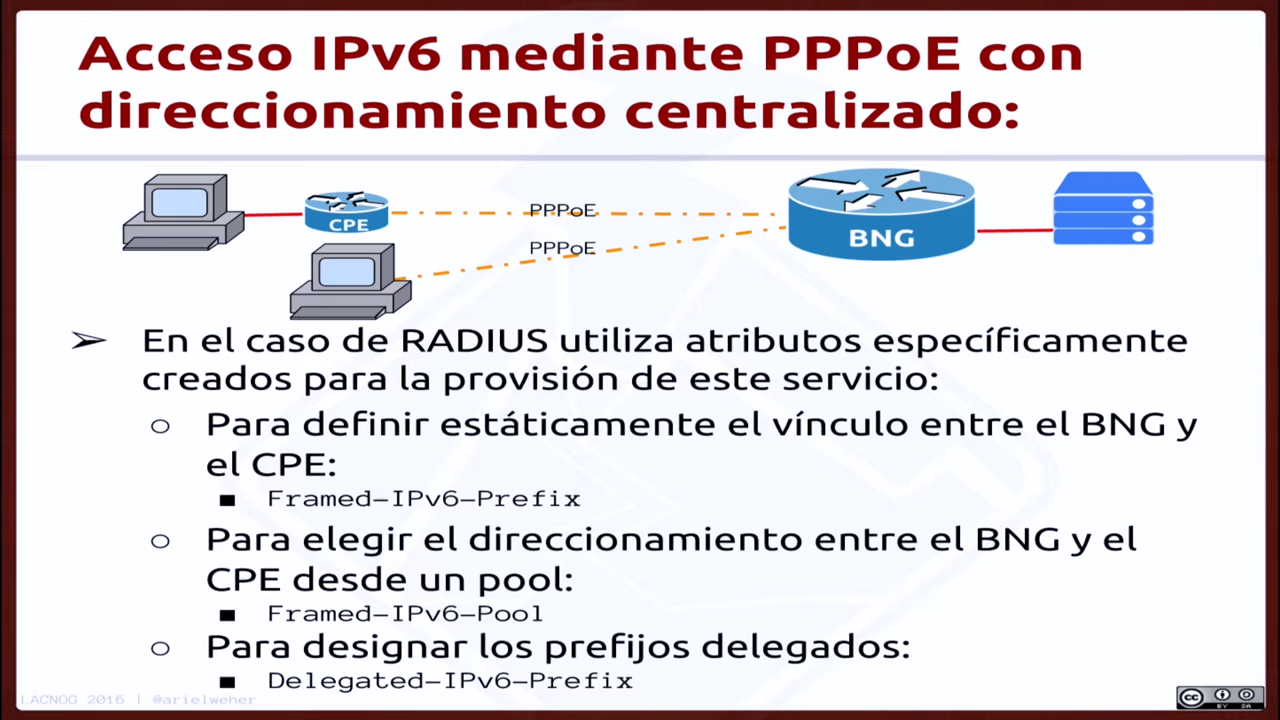 Acceso IPv6 mediante PPPoE con
direccionamiento centralizado:
PPPoE
CPE
BNG
PPPoE
➢ En el caso de RADIUS utiliza atributos específicamente
creados para la provisión de este servicio:
○ Para definir estáticamente el vínculo entre el BNG y
el CPE:
■ Framed-IPv6-Prefix
○ Para elegir el direccionamiento entre el BNG y el
CPE desde un pool:
■ Framed-IPv6-Pool
○ Para designar los prefijos delegados:
■ Delegated-IPv6-Prefix
LACNOG 2016 | @arielweher
cc BY SA